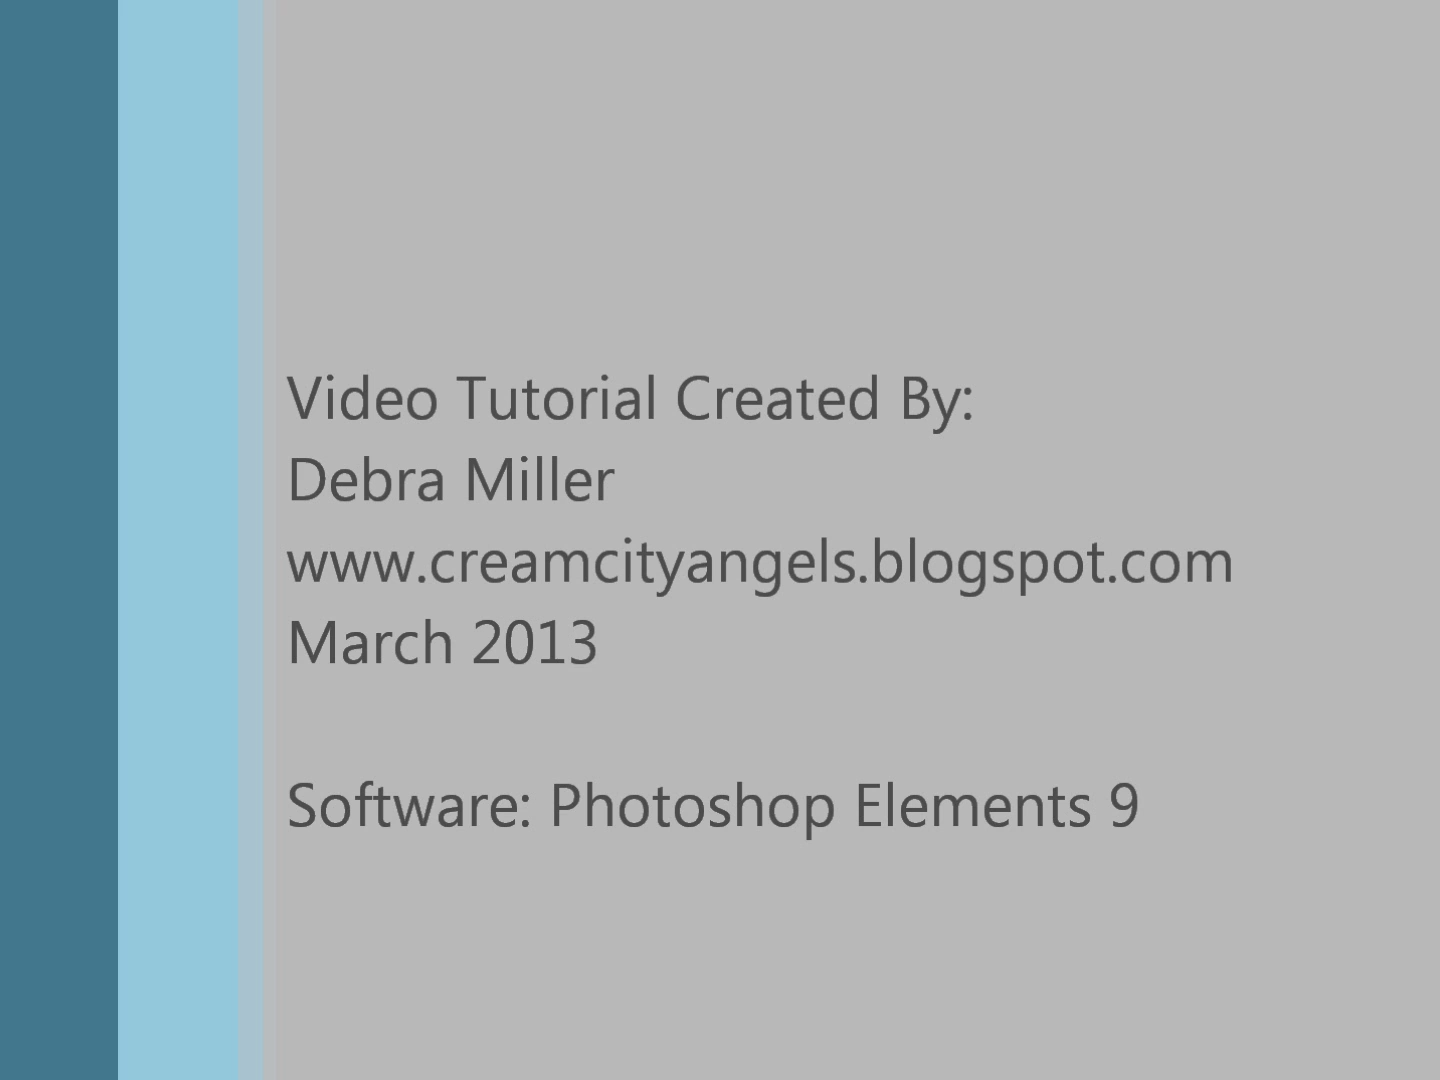 Video Tutorial Created By:
Debra Miller
www.creamcityangels.blogspot.com
March 2013
Software: Photoshop Elements 9